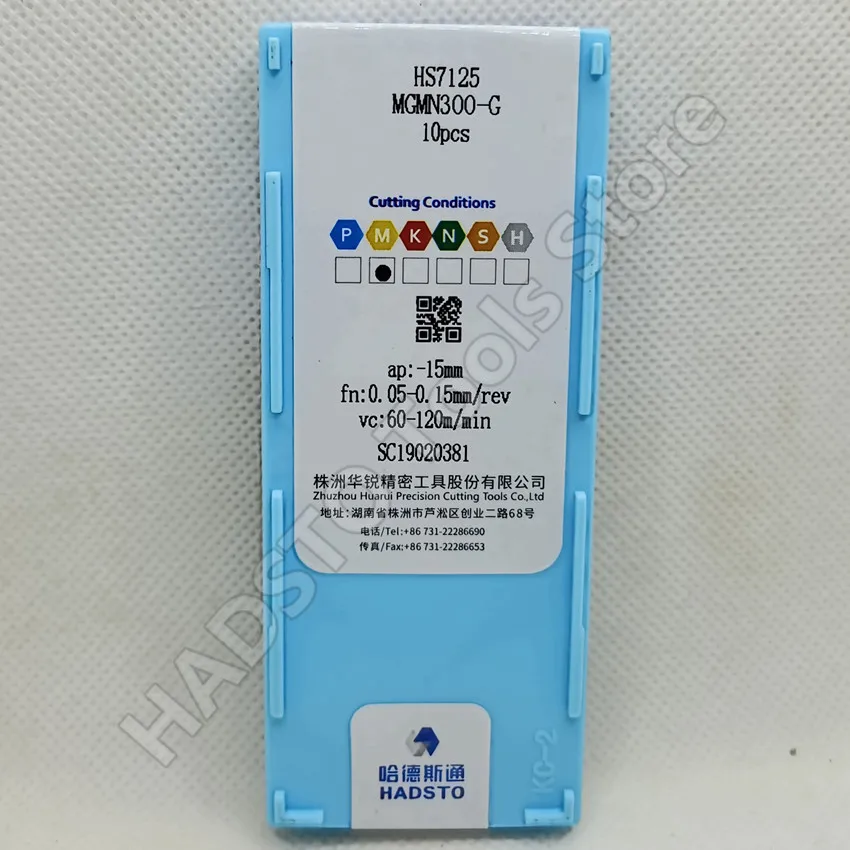 HS7125
MGMN300-G
10pcs
Cutting Conditions
P M K N S H
ap:-15mm
fn:0.05-0.15mm/rev
vc:60-120m/min
SC19020381
株洲华锐精密工具股份有限公司
Zhuzhou Huarui Precision Cutting Tools Co.,Ltd
地址:湖南省株洲市芦淞区创业二路68号
电话/Tel:+86 731-22286690
传真/Fax:+86 731-22286653
哈德斯通
HADSTO
KC-2
HADSTO Tools Store